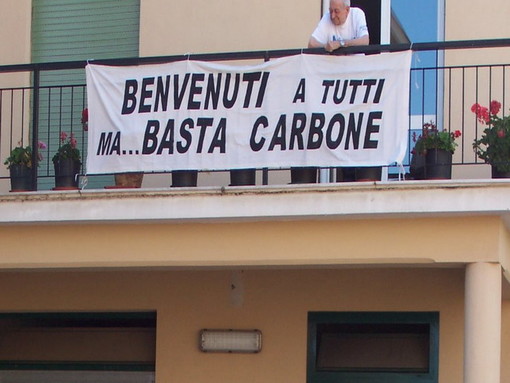 BENVENUTI A TUTTI
MA...BASTA CARBONE